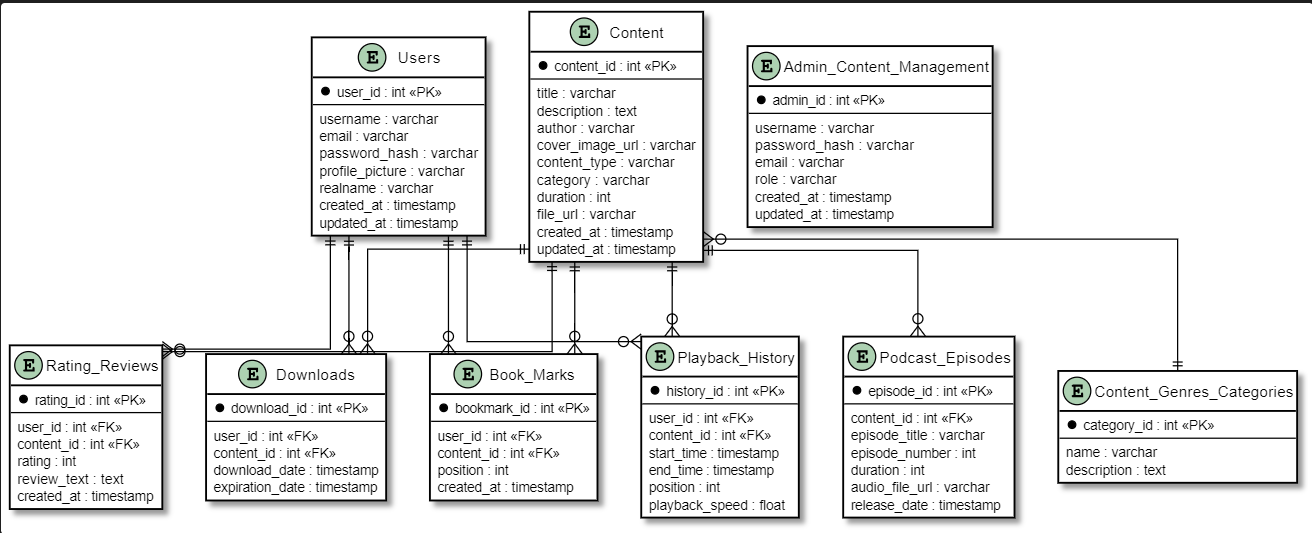 E Users
user_id : int «PK»
username : varchar
email : varchar
password_hash : varchar
profile_picture : varchar
realname : varchar
created_at : timestamp
updated_at : timestamp
E Content
content_id : int «PK»
title : varchar
description : text
author : varchar
cover_image_url : varchar
content_type : varchar
category : varchar
duration : int
file_url : varchar
created_at : timestamp
updated_at : timestamp
E Admin_Content_Management
admin_id : int «PK»
username : varchar
password_hash : varchar
email : varchar
role : varchar
created_at : timestamp
updated_at : timestamp
E Rating_Reviews
rating_id : int «PK»
user_id : int «FK»
content_id : int «FK»
rating : int
review_text : text
created_at : timestamp
E Downloads
download_id : int «PK»
user_id : int «FK»
content_id : int «FK»
download_date : timestamp
expiration_date : timestamp
E Book_Marks
bookmark_id : int «PK»
user_id : int «FK»
content_id : int «FK»
position : int
created_at : timestamp
E Playback_History
history_id : int «PK»
user_id : int «FK»
content_id : int «FK»
start_time : timestamp
end_time : timestamp
position : int
playback_speed : float
E Podcast_Episodes
episode_id : int «PK»
content_id : int «FK»
episode_title : varchar
episode_number : int
duration : int
audio_file_url : varchar
release_date : timestamp
E Content_Genres_Categories
category_id : int «PK»
name : varchar
description : text